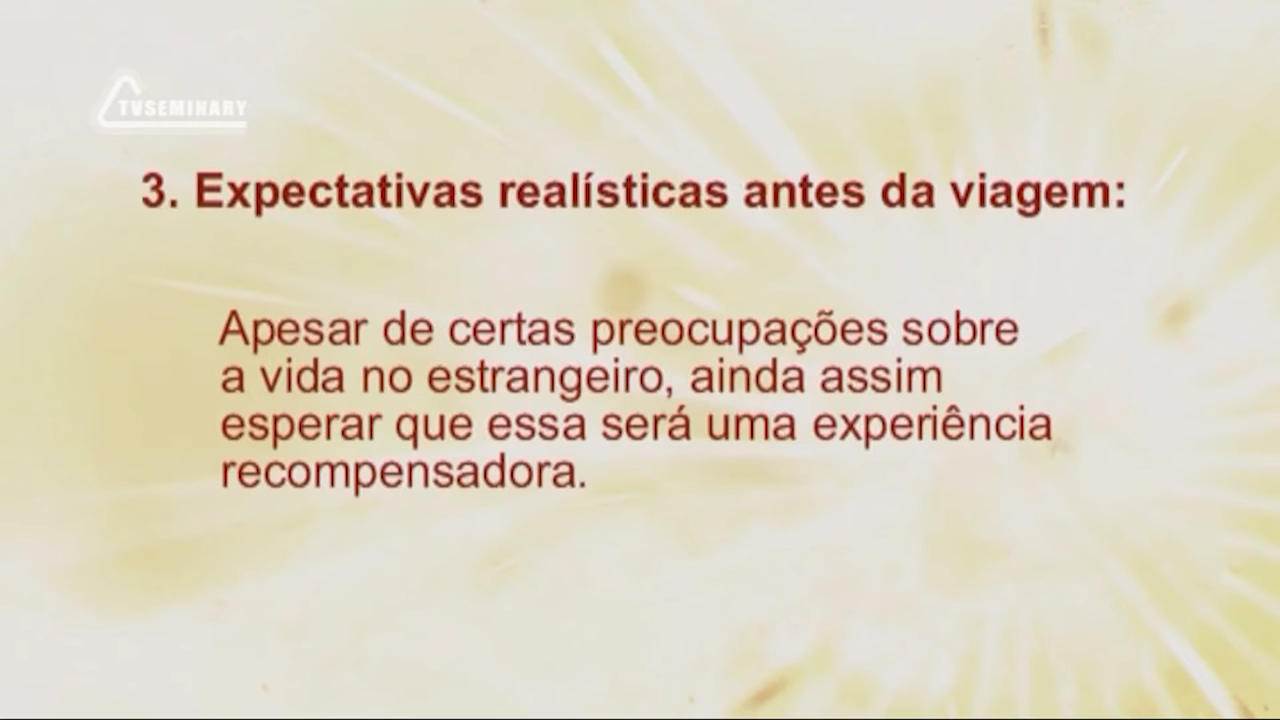 TVSEMINARY
3. Expectativas realísticas antes da viagem:
Apesar de certas preocupações sobre
a vida no estrangeiro, ainda assim
esperar que essa será uma experiência
recompensadora.